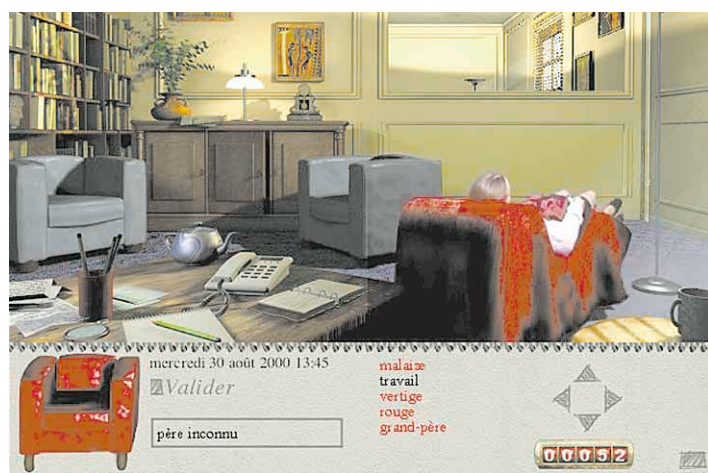 mercredi 30 août 2000 13:45
Valider
père inconnu
malaise
travail
vertige
rouge
grand-père
00052